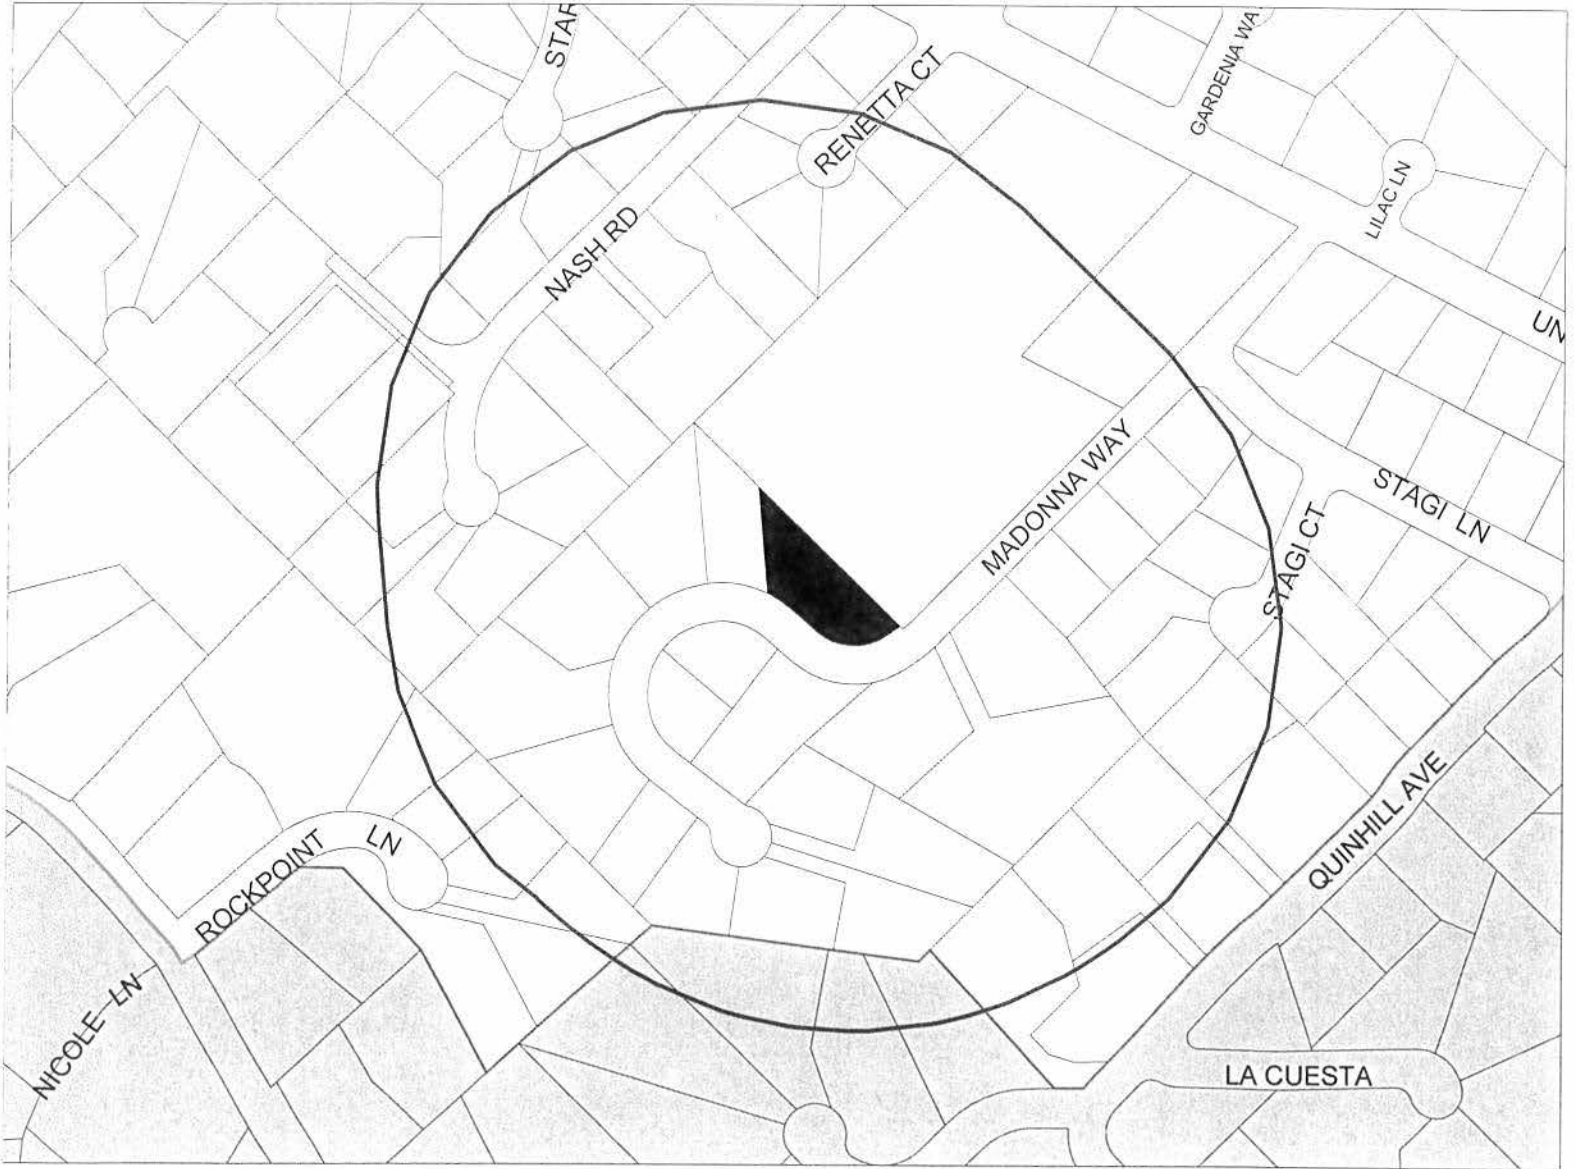 STAR
GARDENIA WA
RENETTA CT
NASH RD
LILAC LN
UN
MADONNA WAY
STAGI LN
STAGI CT
QUINHILL AVE
ROCKPOINT LN
NICOLE LN
LA CUESTA